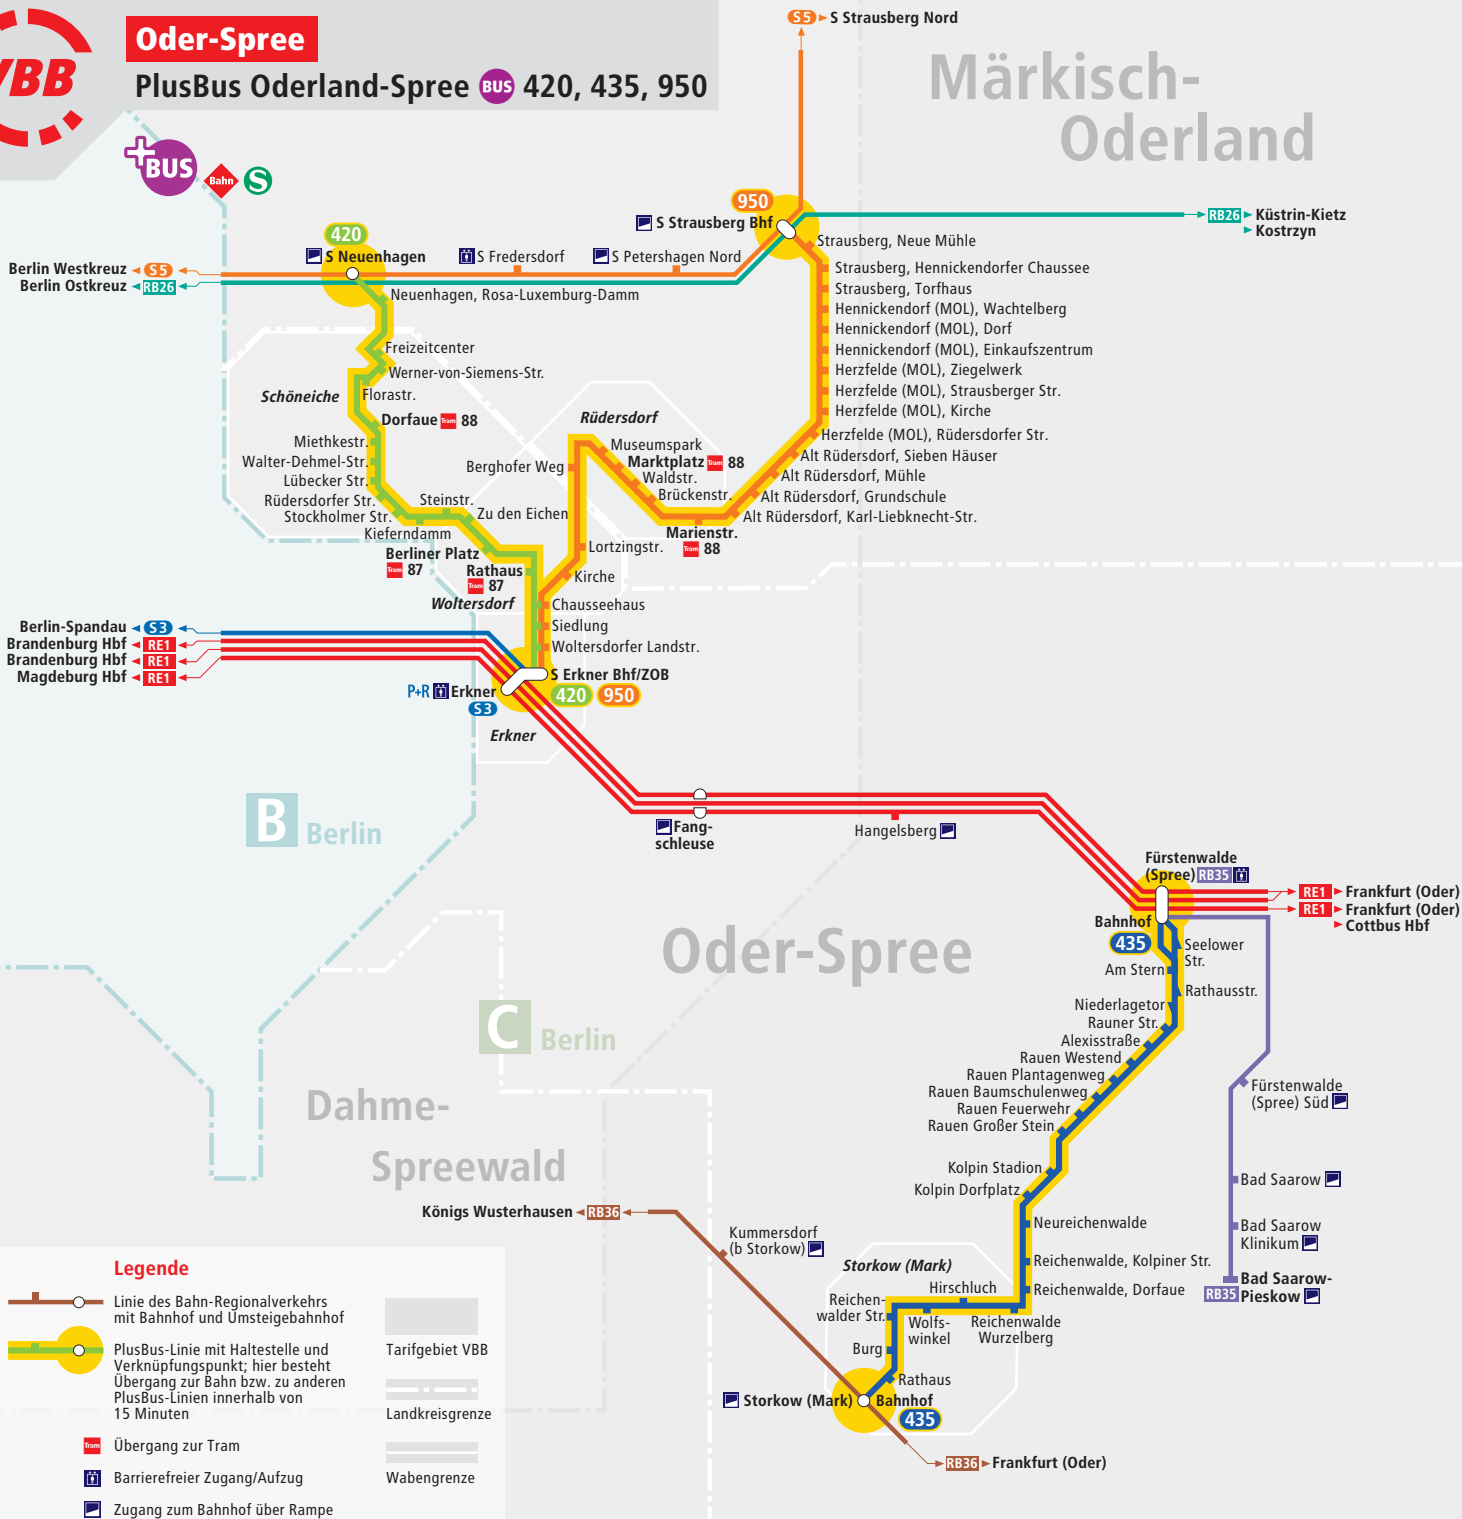 VBB
Oder-Spree
PlusBus Oderland-Spree BUS 420, 435, 950
+BUS
Bahn
S
S5 S Strausberg Nord
Märkisch-
Oderland
950
S Strausberg Bhf
RB26 Küstrin-Kietz
Kostrzyn
420
S Neuenhagen
S Fredersdorf
S Petershagen Nord
Berlin Westkreuz S5
Berlin Ostkreuz RB26
Neuenhagen, Rosa-Luxemburg-Damm
Freizeitcenter
Werner-von-Siemens-Str.
Schöneiche
Florastr.
Dorfaue Tram 88
Miethkestr.
Walter-Dehmel-Str.
Lübecker Str.
Rüdersdorfer Str.
Stockholmer Str.
Kieferndamm
Steinstr.
Zu den Eichen
Berliner Platz
Tram 87
Rathaus
Tram 87
Woltersdorf
Strausberg, Neue Mühle
Strausberg, Hennickendorfer Chaussee
Strausberg, Torfhaus
Hennickendorf (MOL), Wachtelberg
Hennickendorf (MOL), Dorf
Hennickendorf (MOL), Einkaufszentrum
Herzfelde (MOL), Ziegelwerk
Herzfelde (MOL), Strausberger Str.
Herzfelde (MOL), Kirche
Herzfelde (MOL), Rüdersdorfer Str.
Alt Rüdersdorf, Sieben Häuser
Alt Rüdersdorf, Mühle
Alt Rüdersdorf, Grundschule
Alt Rüdersdorf, Karl-Liebknecht-Str.
Rüdersdorf
Museumspark
Marktplatz Tram 88
Waldstr.
Brückenstr.
Marienstr.
Tram 88
Berghofer Weg
Lortzingstr.
Kirche
Chausseehaus
Siedlung
Woltersdorfer Landstr.
Berlin-Spandau S3
Brandenburg Hbf RE1
Brandenburg Hbf RE1
Magdeburg Hbf RE1
S Erkner Bhf/ZOB
420 950
P+R Erkner
S3
Erkner
B Berlin
Fang-
schleuse
Hangelsberg
Fürstenwalde
(Spree) RB35
RE1 Frankfurt (Oder)
RE1 Frankfurt (Oder)
Cottbus Hbf
Bahnhof
435
Oder-Spree
Seelower
Str.
Am Stern
Rathausstr.
Niederlagetor
Rauner Str.
Alexisstraße
Rauen Westend
Rauen Plantagenweg
Rauen Baumschulenweg
Rauen Feuerwehr
Rauen Großer Stein
C Berlin
Dahme-
Spreewald
Fürstenwalde
(Spree) Süd
Kolpin Stadion
Kolpin Dorfplatz
Bad Saarow
Neureichenwalde
Bad Saarow
Klinikum
Reichenwalde, Kolpiner Str.
Bad Saarow-
RB35 Pieskow
Reichenwalde, Dorfaue
Königs Wusterhausen RB36
Kummersdorf
(b Storkow)
Storkow (Mark)
Hirschluch
Reichen-
walder Str.
Wolfs-
winkel
Reichenwalde
Wurzelberg
Burg
Rathaus
Storkow (Mark) Bahnhof
435
RB36 Frankfurt (Oder)
Legende
Linie des Bahn-Regionalverkehrs
mit Bahnhof und Umsteigebahnhof
PlusBus-Linie mit Haltestelle und
Verknüpfungspunkt; hier besteht
Übergang zur Bahn bzw. zu anderen
PlusBus-Linien innerhalb von
15 Minuten
Tram Übergang zur Tram
Barrierefreier Zugang/Aufzug
Zugang zum Bahnhof über Rampe
Tarifgebiet VBB
Landkreisgrenze
Wabengrenze